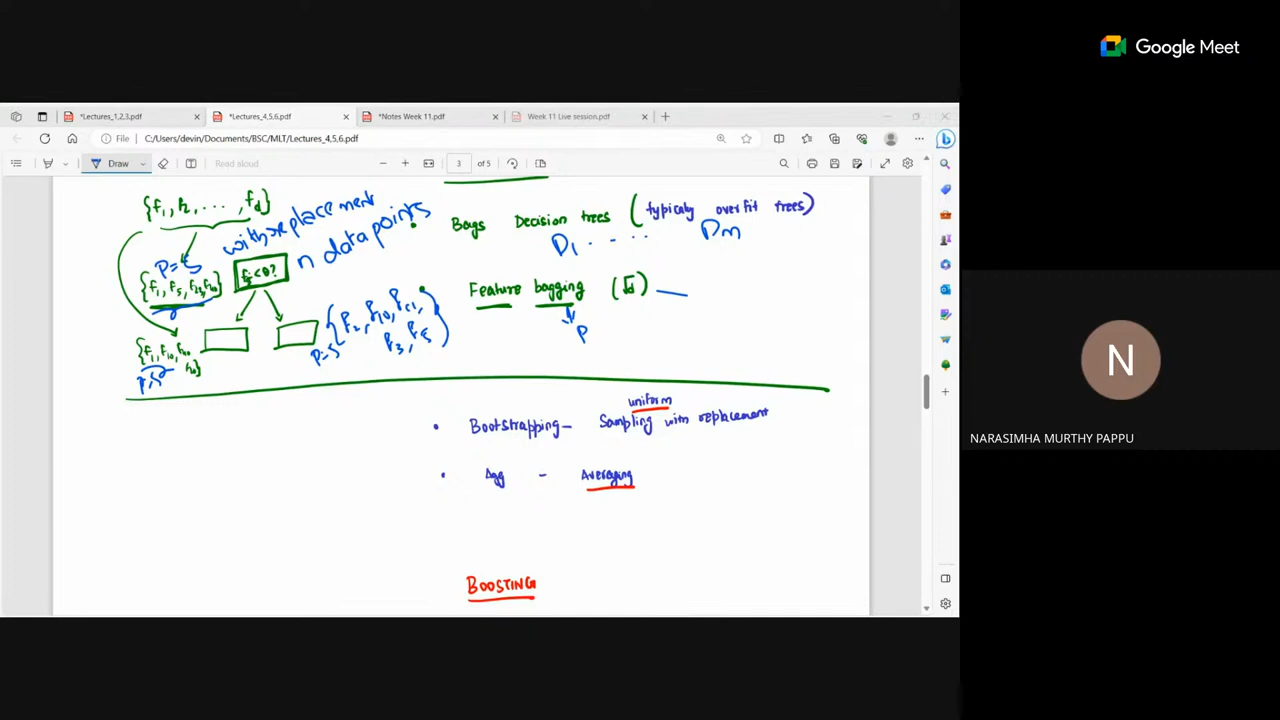 Google Meet
*Lectures_1,2,3.pdf
*Lectures_4,5,6.pdf
*Notes Week 11.pdf
Week 11 Live session.pdf
File
C:/Users/devin/Documents/BSC/MLT/Lectures_4,5,6.pdf
Draw
Read aloud
3 of 5
{f1, f2, ..., fd}
with replacement
n data points
Bags Decision trees (typically overfit trees)
D1 . - .. Dm
P=5
Feature bagging (√d)
P
P=5
Bootstrapping - uniform Sampling with replacement
Agg - Averaging
BOOSTING
N
NARASIMHA MURTHY PAPPU